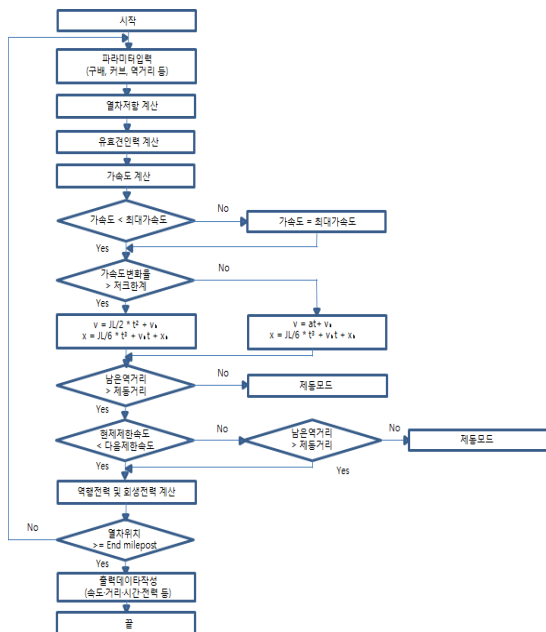 시작
파라미터입력
(구배, 커브, 역거리 등)
열차저항 계산
유효견인력 계산
가속도 계산
가속도 < 최대가속도
No
가속도 = 최대가속도
Yes
가속도변화율
> 저크한계
No
Yes
v = JL/2 * t² + v₀
x = JL/6 * t³ + v₀t + x₀
v = at+ v₀
x = JL/6 * t³ + v₀t + x₀
남은역거리
> 제동거리
No
제동모드
Yes
현제제한속도
< 다음제한속도
No
남은역거리
> 제동거리
No
제동모드
Yes
Yes
역행전력 및 회생전력 계산
No
열차위치
>= End milepost
Yes
출력데이타작성
(속도·거리·시간·전력 등)
끝